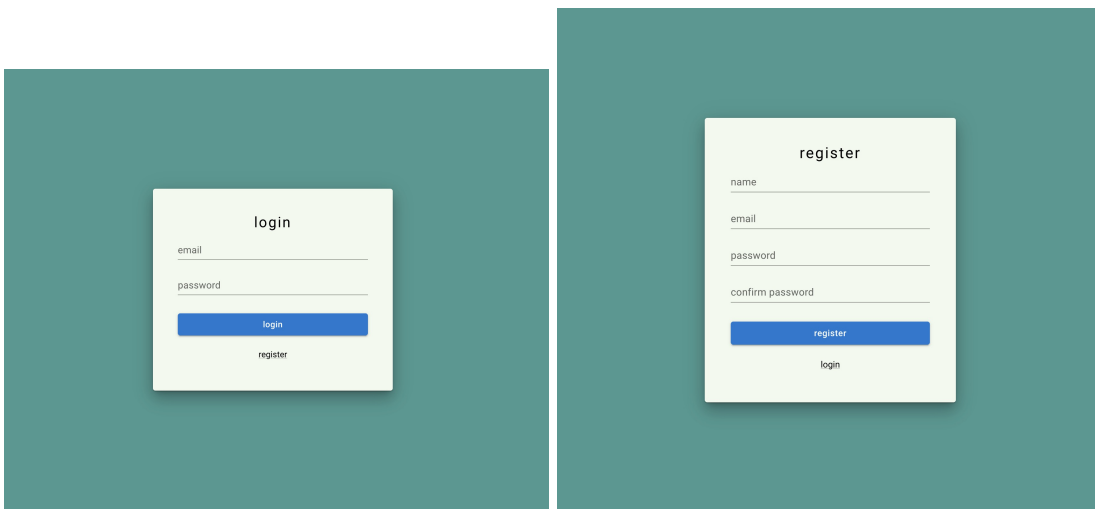 login
email
password
login
register
register
name
email
password
confirm password
register
login